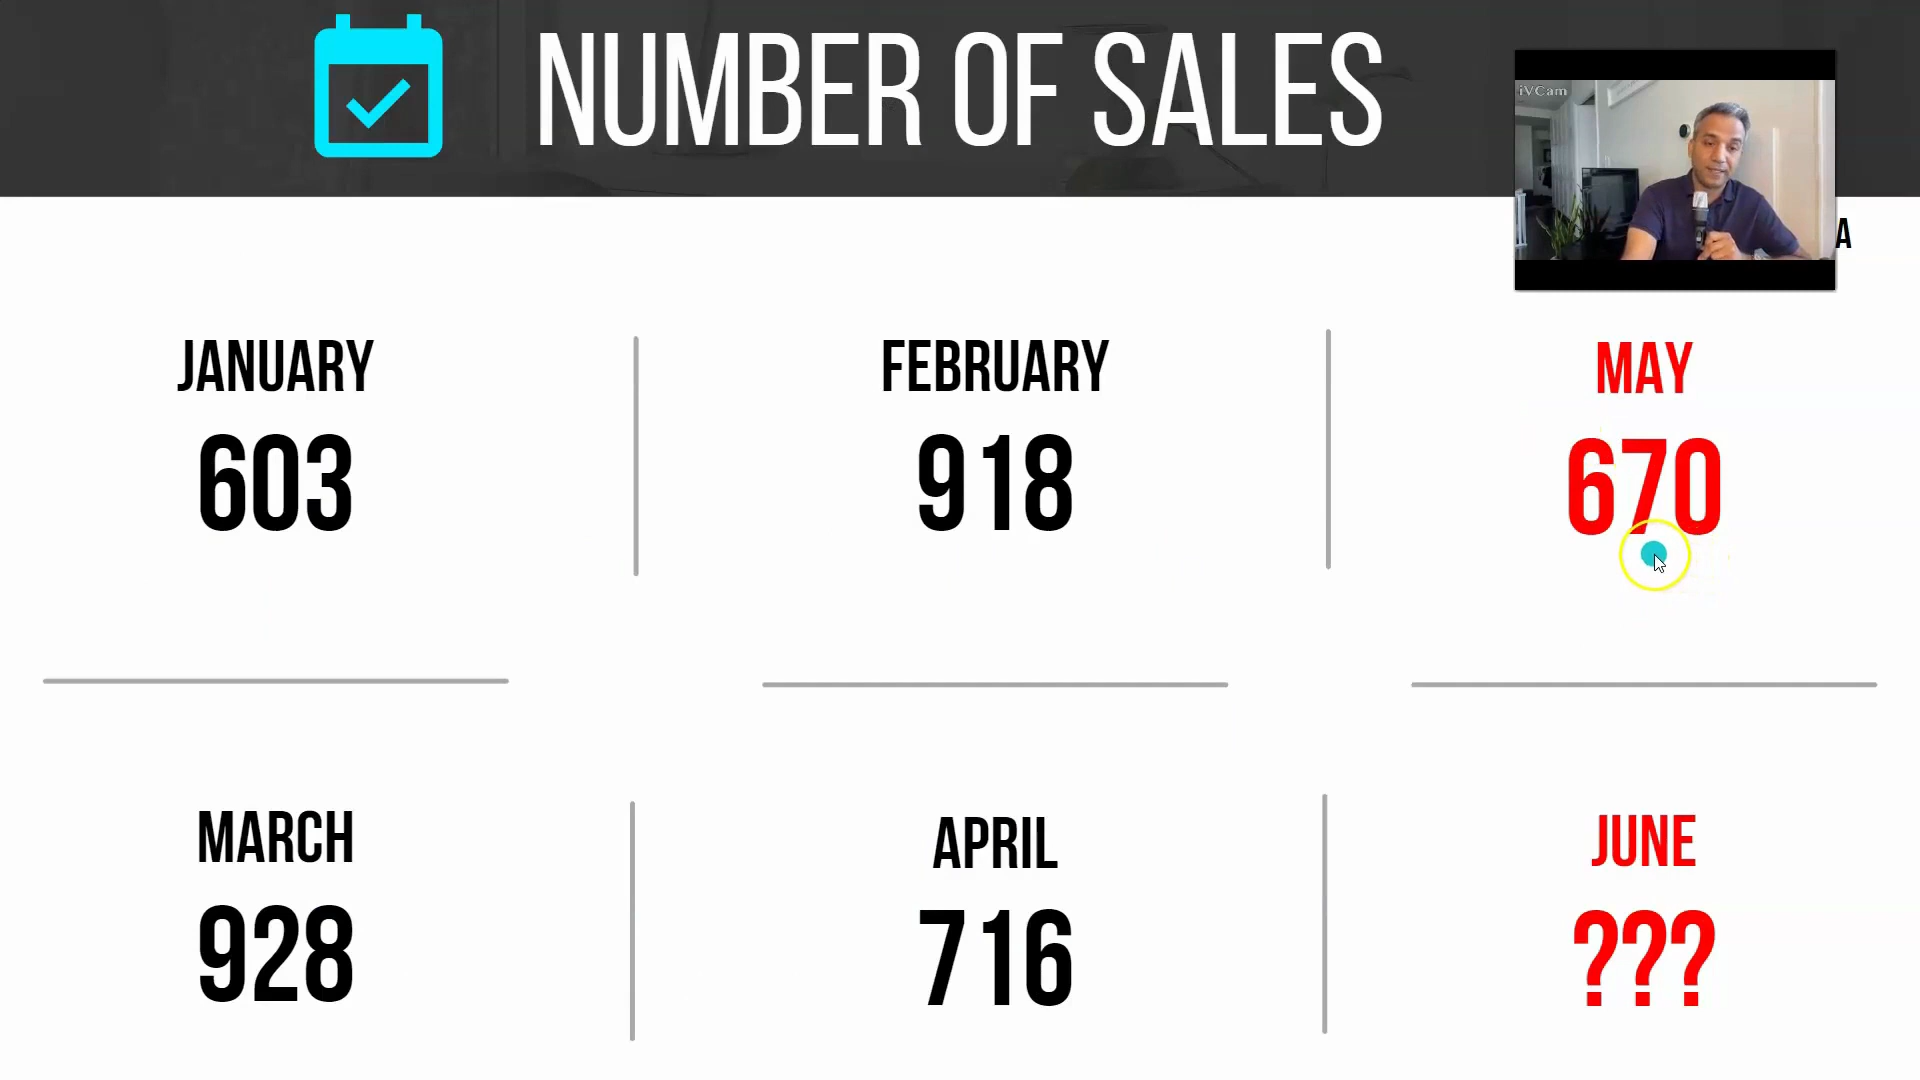 NUMBER OF SALES
iVCam
A
JANUARY
603
FEBRUARY
918
MAY
670
MARCH
928
APRIL
716
JUNE
???